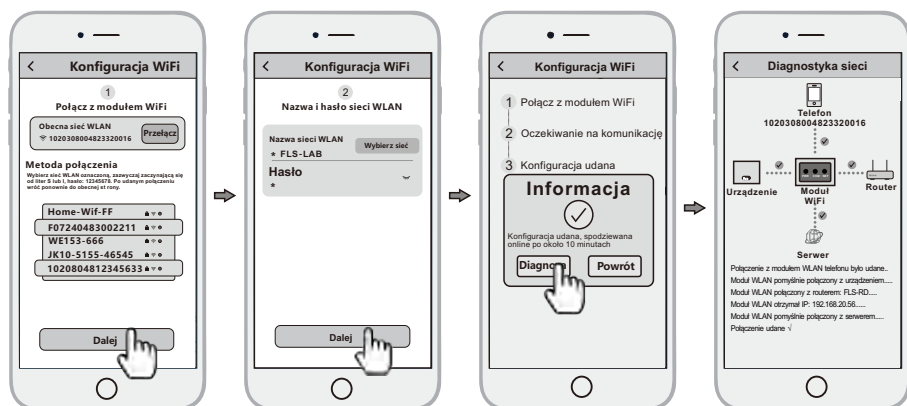 Konfiguracja WiFi
1
Połącz z modułem WiFi
Obecna sieć WLAN
1020308004823320016
Przełącz
Metoda połączenia
Wybierz sieć WLAN oznaczoną, zazwyczaj zaczynającą się
od liter S lub I, hasło: 12345678. Po udanym połączeniu
wróć ponownie do obecnej st rony.
Home-Wif-FF
F07240483002211
WE153-666
JK10-5155-46545
1020804812345633
Dalej
Konfiguracja WiFi
2
Nazwa i hasło sieci WLAN
Nazwa sieci WLAN
* FLS-LAB
Wybierz sieć
Hasło
*
Dalej
Konfiguracja WiFi
1 Połącz z modułem WiFi
2 Oczekiwanie na komunikację
3 Konfiguracja udana
Informacja
Konfiguracja udana, spodziewana
online po około 10 minutach
Powrót
Diagnostyka sieci
Telefon
1020308004823320016
Urządzenie
Moduł
WiFi
Router
Serwer
Połączenie z modułem WLAN telefonu było udane..
Moduł WLAN pomyślnie połączony z urządzeniem....
Moduł WLAN połączony z routerem: FLS-RD.....
Moduł WLAN otrzymał IP: 192.168.20.56......
Moduł WLAN pomyślnie połączony z serwerem.....
Połączenie udane √